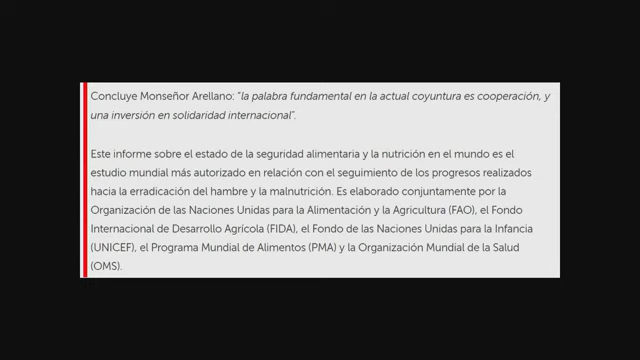 Concluye Monseñor Arellano: “la palabra fundamental en la actual coyuntura es cooperación, y
una inversión en solidaridad internacional”.
Este informe sobre el estado de la seguridad alimentaria y la nutrición en el mundo es el
estudio mundial más autorizado en relación con el seguimiento de los progresos realizados
hacia la erradicación del hambre y la malnutrición. Es elaborado conjuntamente por la
Organización de las Naciones Unidas para la Alimentación y la Agricultura (FAO), el Fondo
Internacional de Desarrollo Agrícola (FIDA), el Fondo de las Naciones Unidas para la Infancia
(UNICEF), el Programa Mundial de Alimentos (PMA) y la Organización Mundial de la Salud
(OMS).